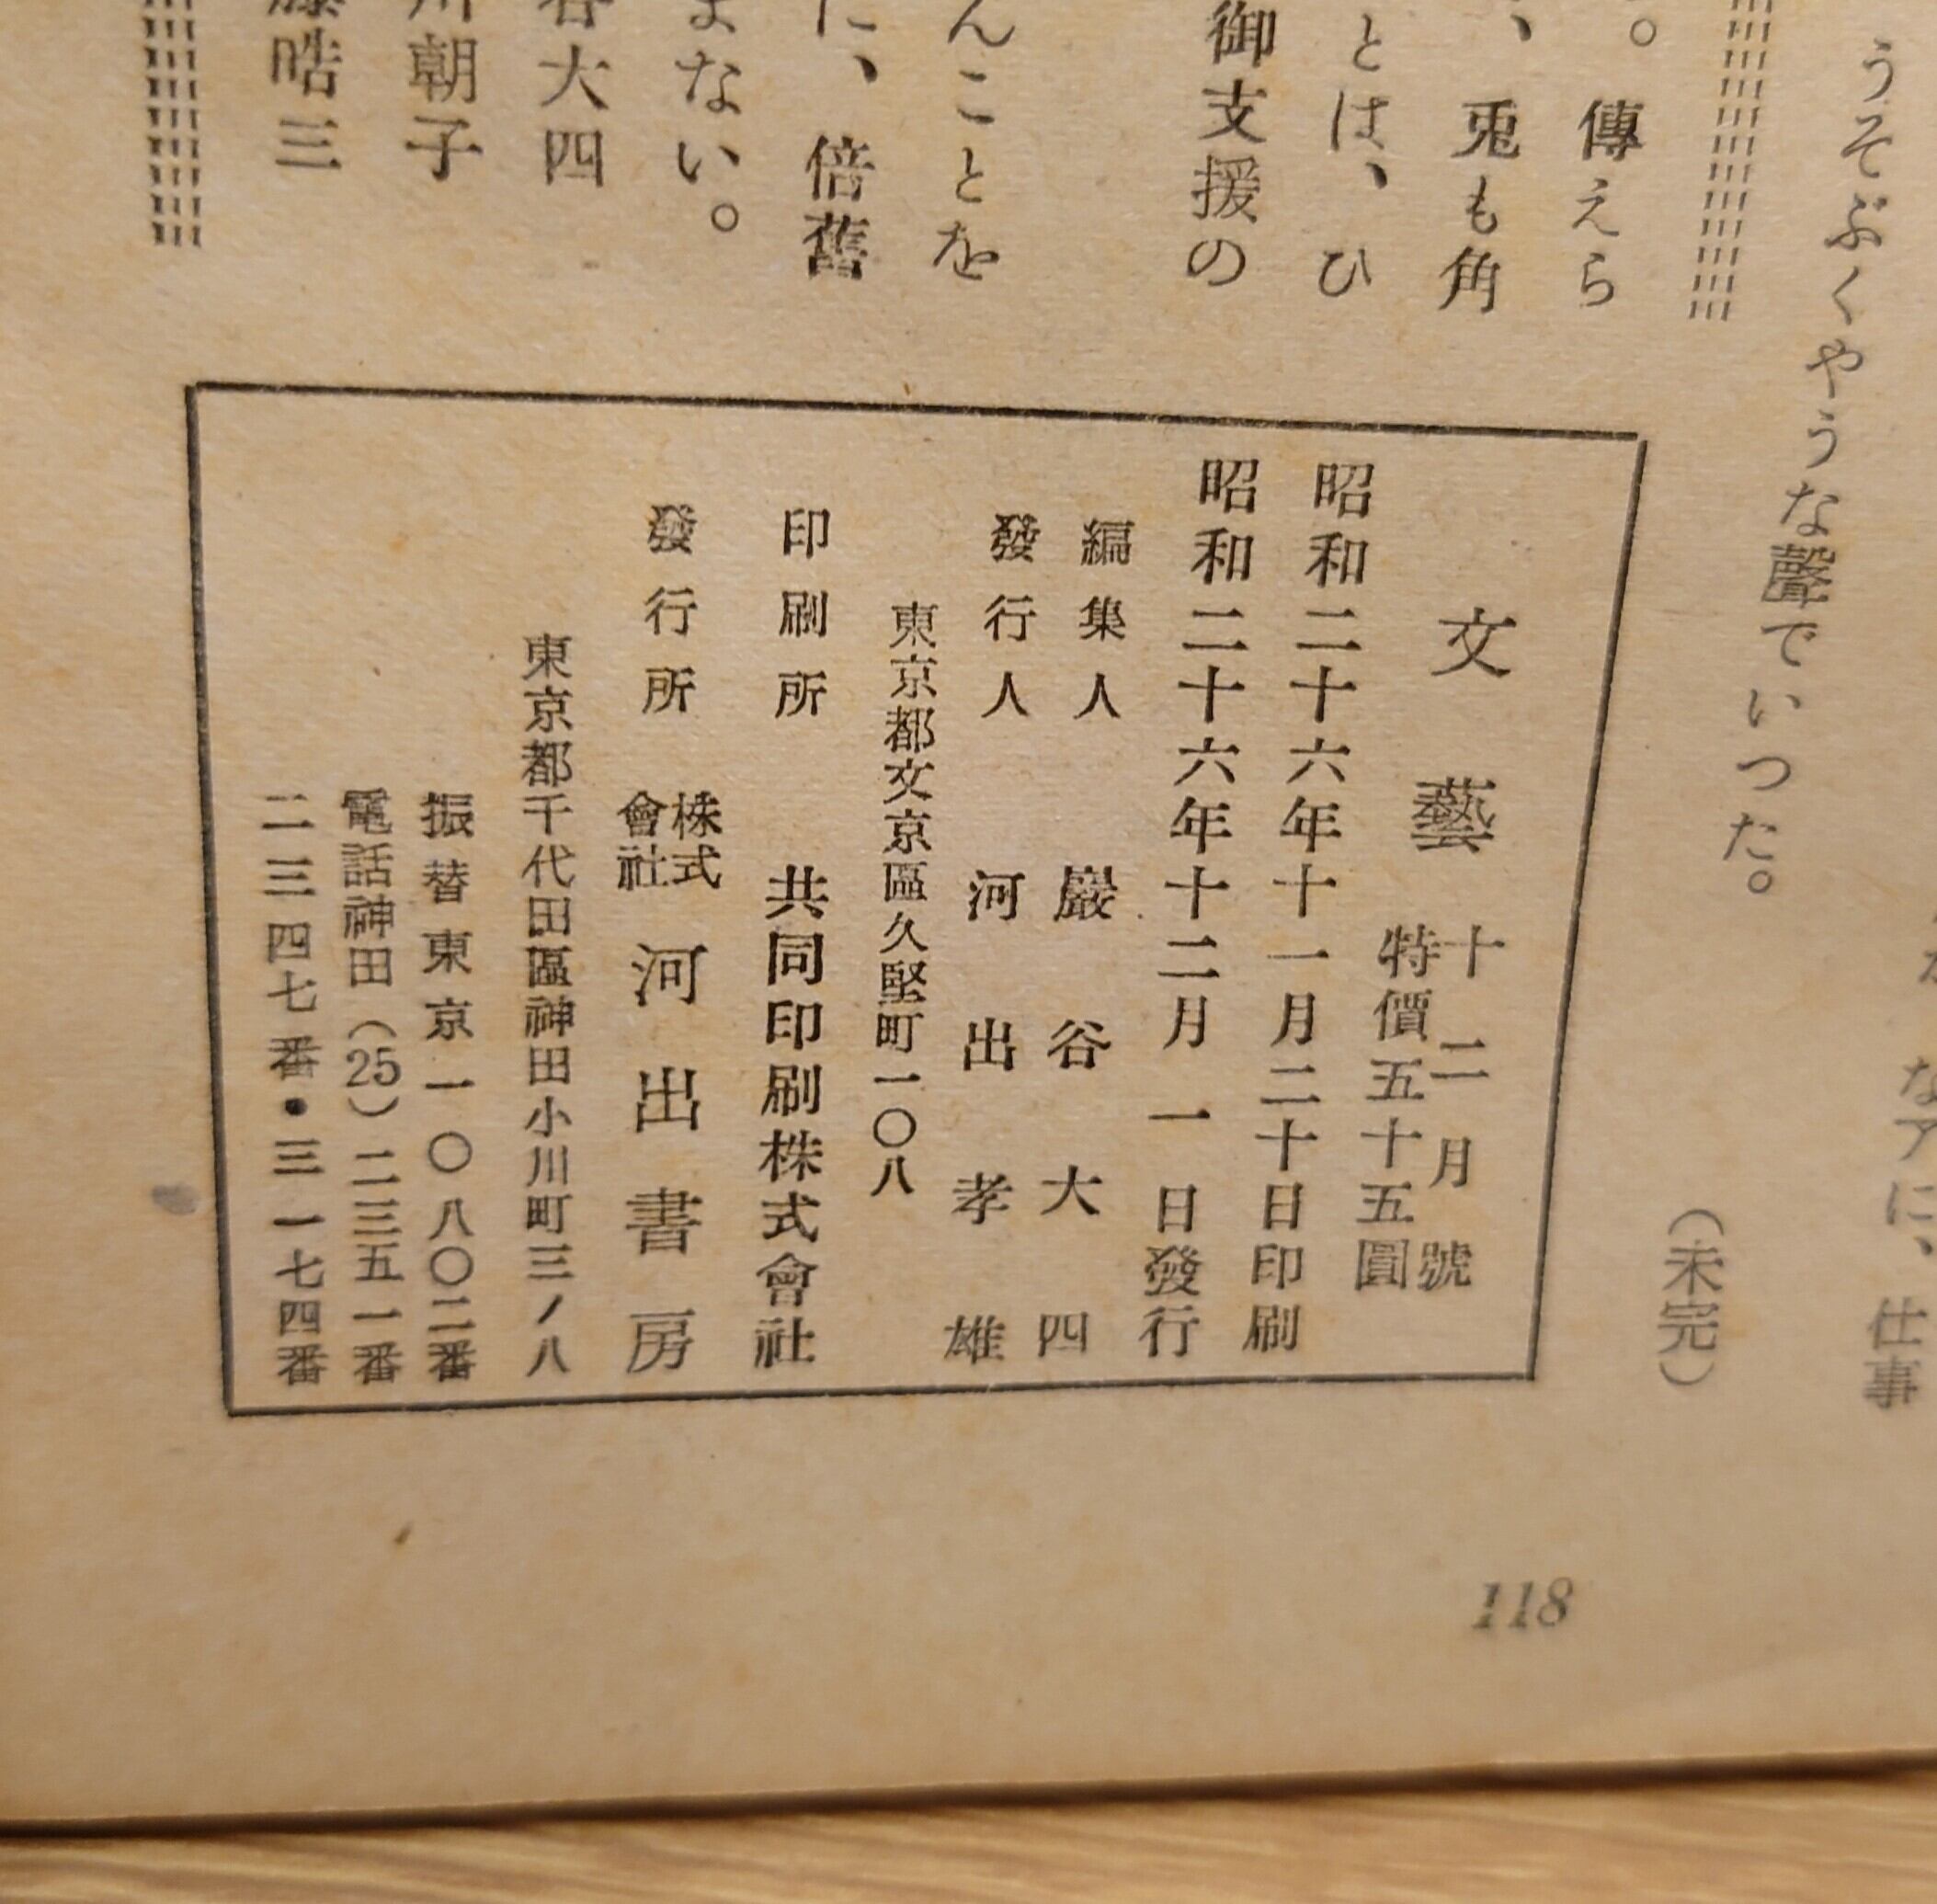 うそぶくやうな聲でいつた。
（未完）
仕事
傳えら
兎も角
とは、ひ
御支援の
んことを
に、倍舊
まない。
谷大四
川朝子
藤晧三
文藝 十二月號
特價五十五圓
昭和二十六年十一月二十日印刷
昭和二十六年十二月一日發行
編集人 巖谷大四
發行人 河出孝雄
東京都文京區久堅町一〇八
印刷所 共同印刷株式會社
發行所 株式會社 河出書房
東京都千代田區神田小川町三ノ八
振替東京一〇八〇二番
電話神田（25）二三五一番
二三四七番・三一七四番
118